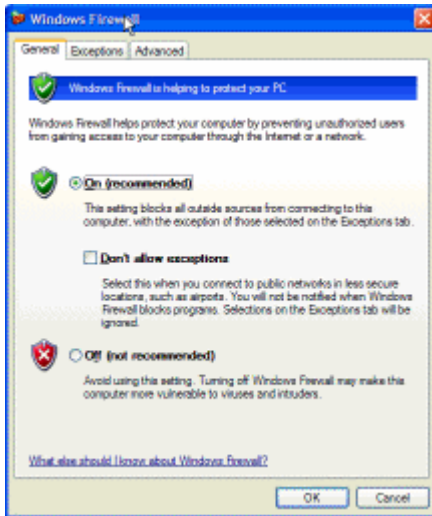 Windows Firewall
General Exceptions Advanced
Windows Firewall is helping to protect your PC
Windows Firewall helps protect your computer by preventing unauthorized users
from gaining access to your computer through the Internet or a network.
On (recommended)
This setting blocks all outside sources from connecting to this
computer, with the exception of those selected on the Exceptions tab.
Don't allow exceptions
Select this when you connect to public networks in less secure
locations, such as airports. You will not be notified when Windows
Firewall blocks programs. Selections on the Exceptions tab will be
ignored.
Off (not recommended)
Avoid using this setting. Turning off Windows Firewall may make this
computer more vulnerable to viruses and intruders.
What else should I know about Windows Firewall?
OK Cancel